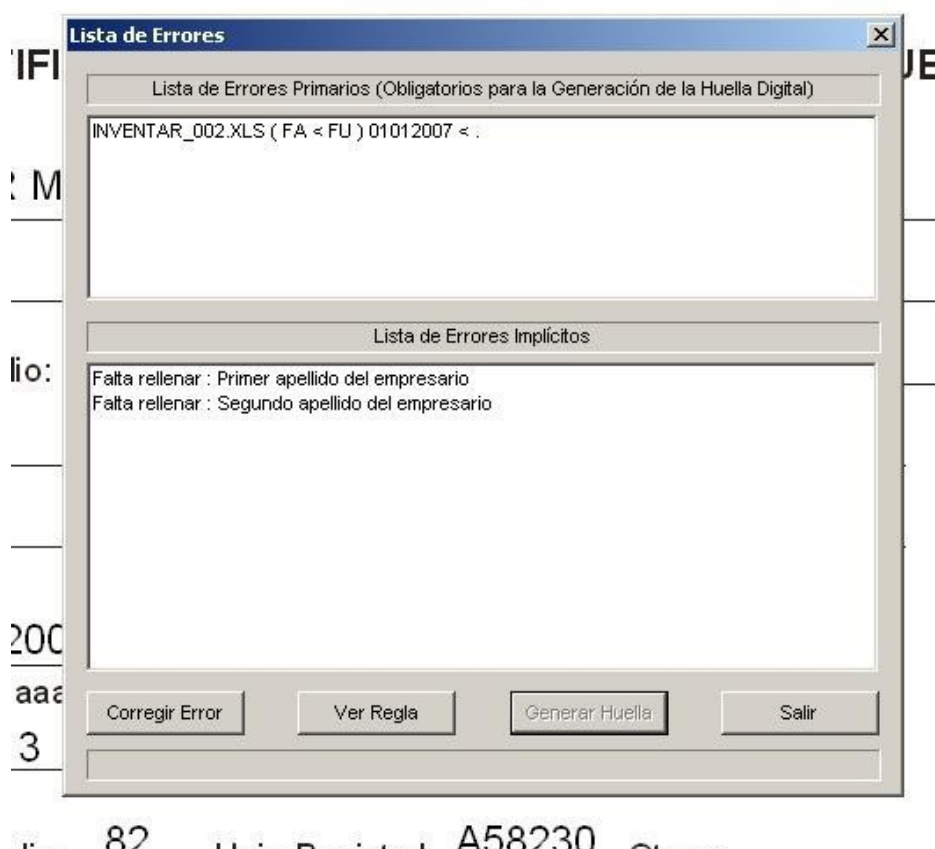 Lista de Errores
IFI
UE
Lista de Errores Primarios (Obligatorios para la Generación de la Huella Digital)
INVENTAR_002.XLS ( FA < FU ) 01012007 < .
R M
Lista de Errores Implícitos
lio:
Falta rellenar : Primer apellido del empresario
Falta rellenar : Segundo apellido del empresario
200
aaa
Corregir Error Ver Regla Generar Huella Salir
3
82 A58230